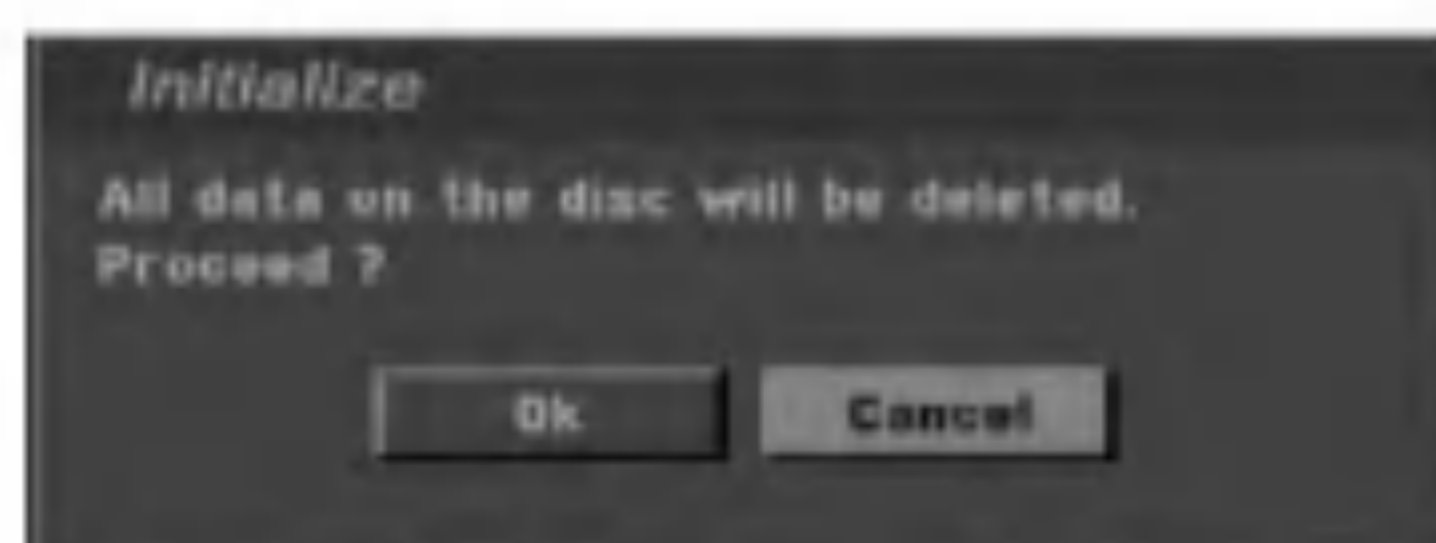 Initialize
All data on the disc will be deleted.
Proceed ?
Ok Cancel